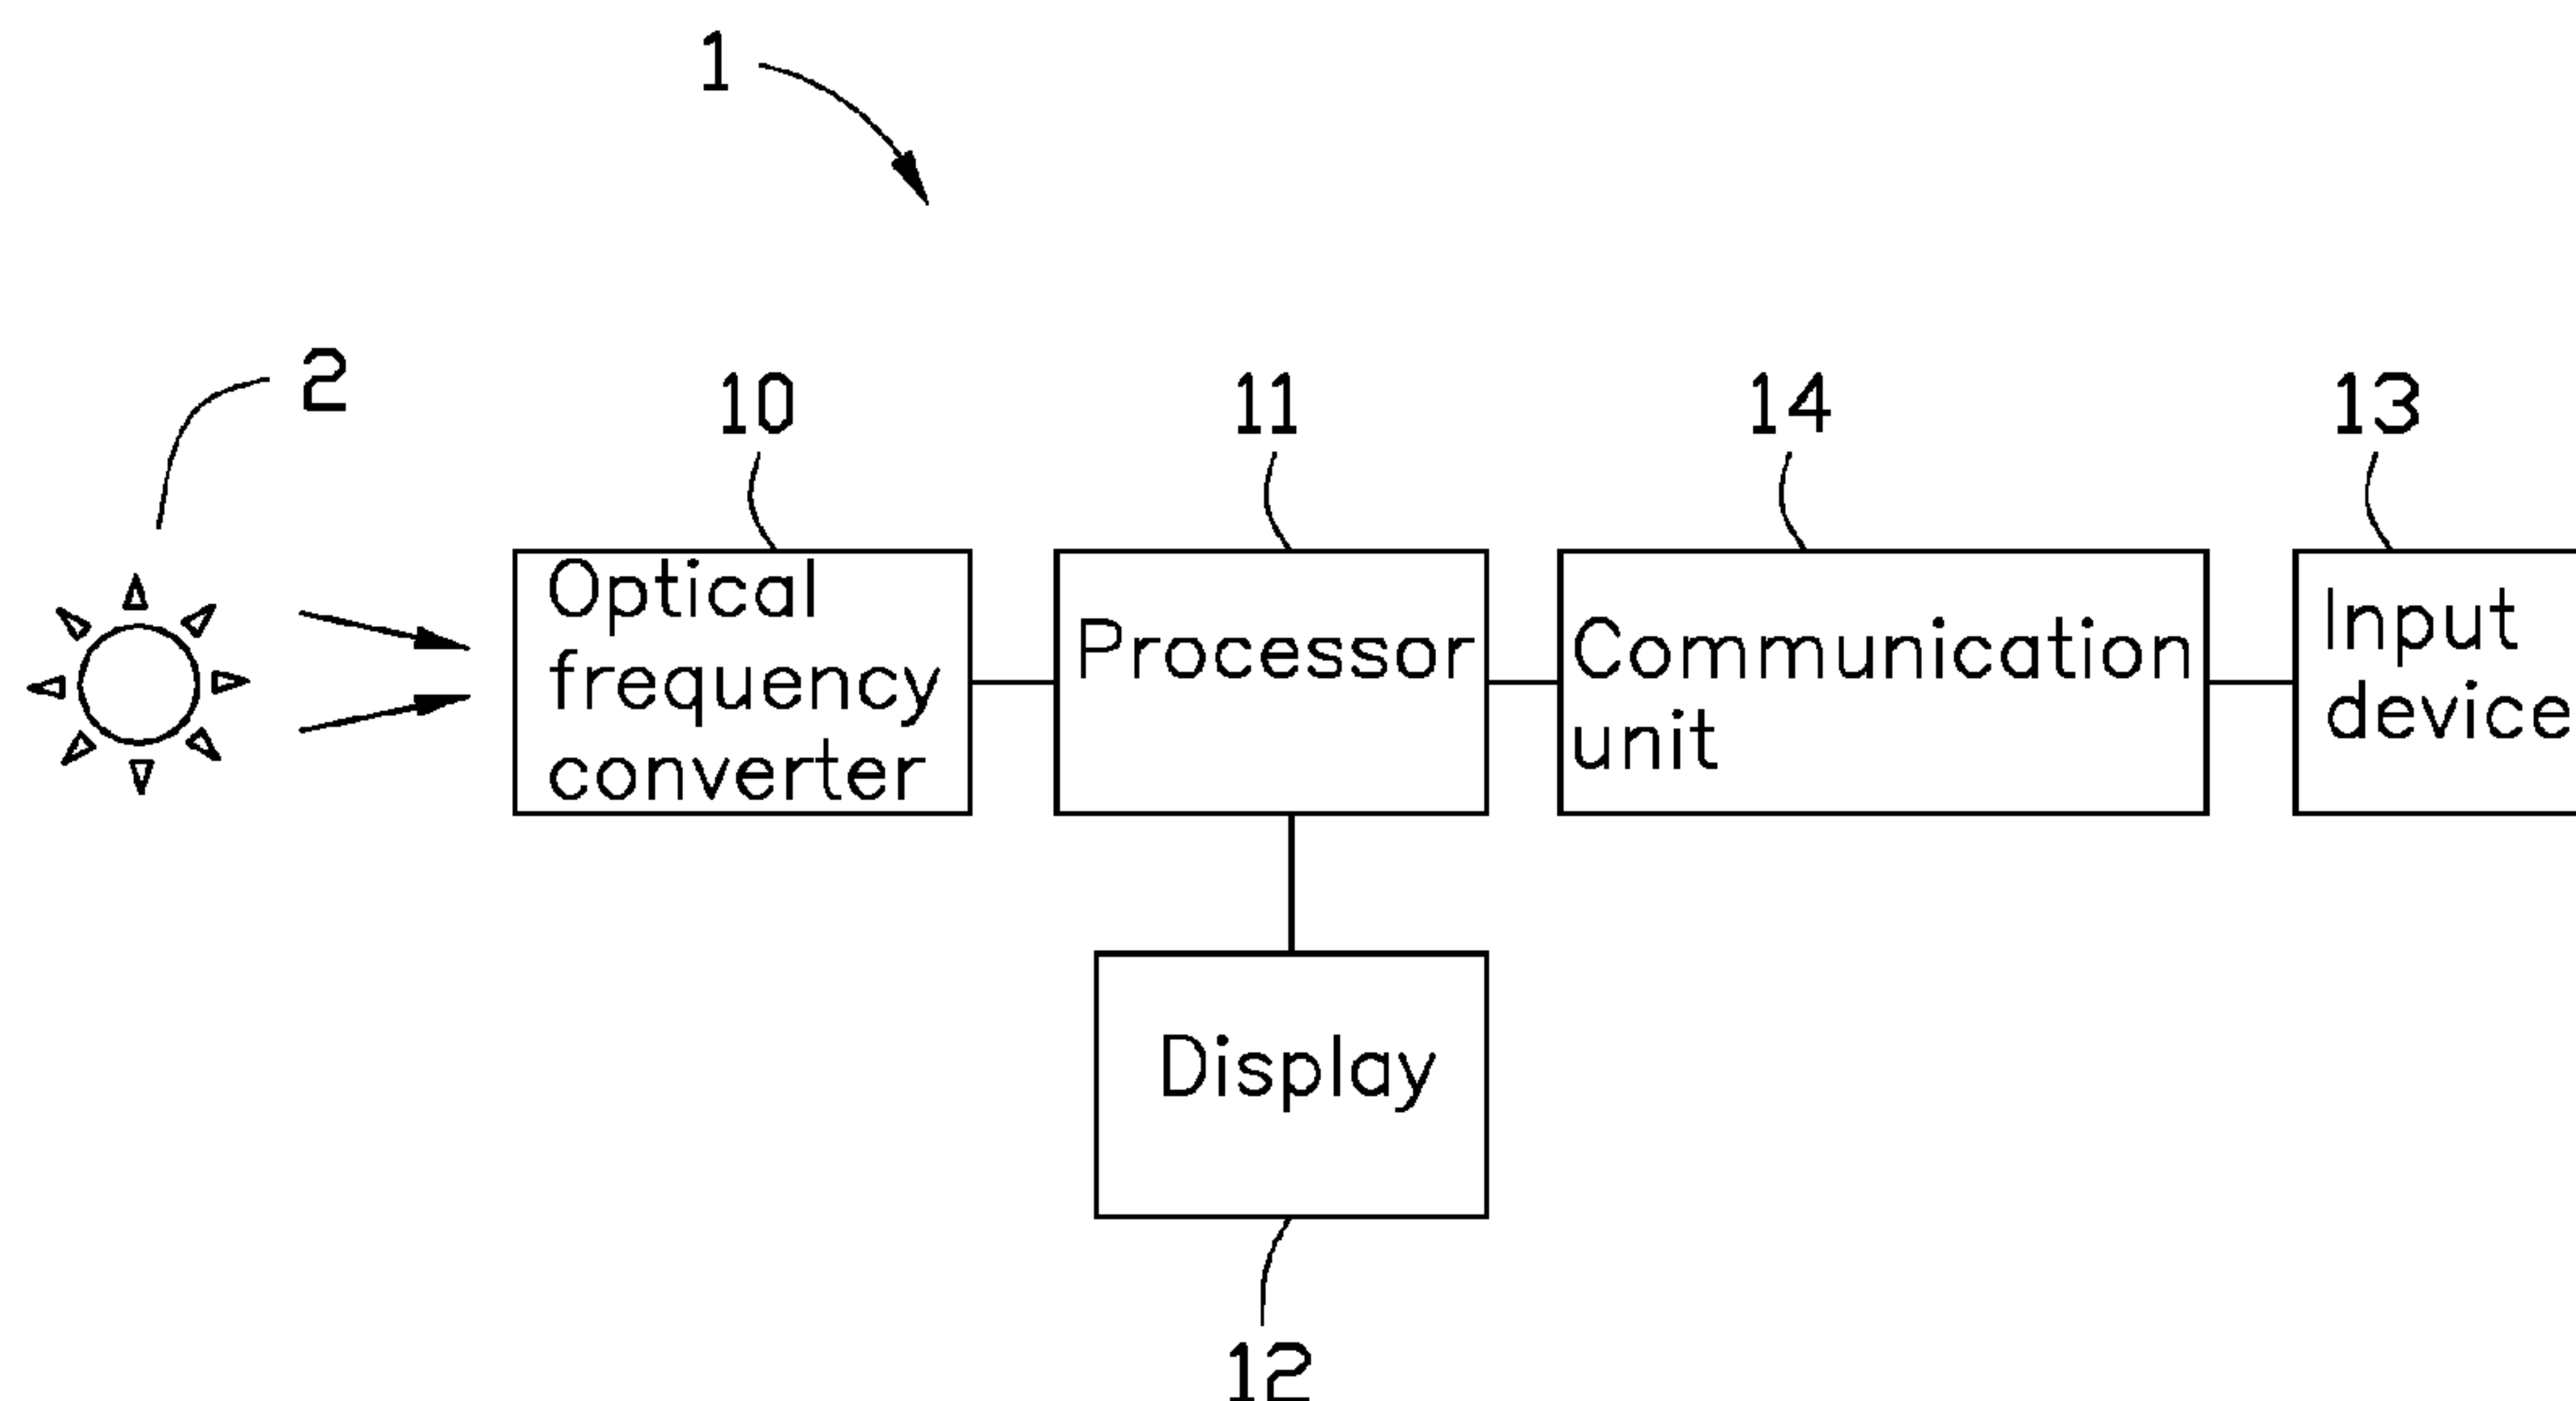 1
2
10
11
14
13
Optical
frequency
converter
Processor
Communication
unit
Input
device
Display
12